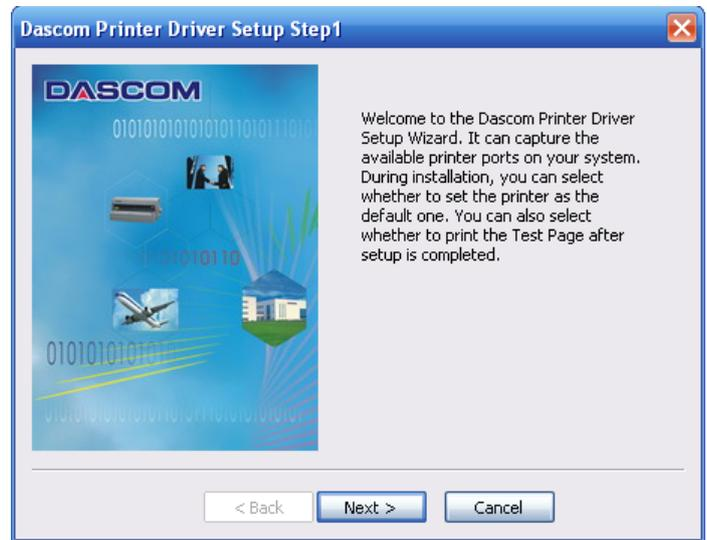 Dascom Printer Driver Setup Step1
DASCOM
Welcome to the Dascom Printer Driver
Setup Wizard. It can capture the
available printer ports on your system.
During installation, you can select
whether to set the printer as the
default one. You can also select
whether to print the Test Page after
setup is completed.
< Back
Next >
Cancel